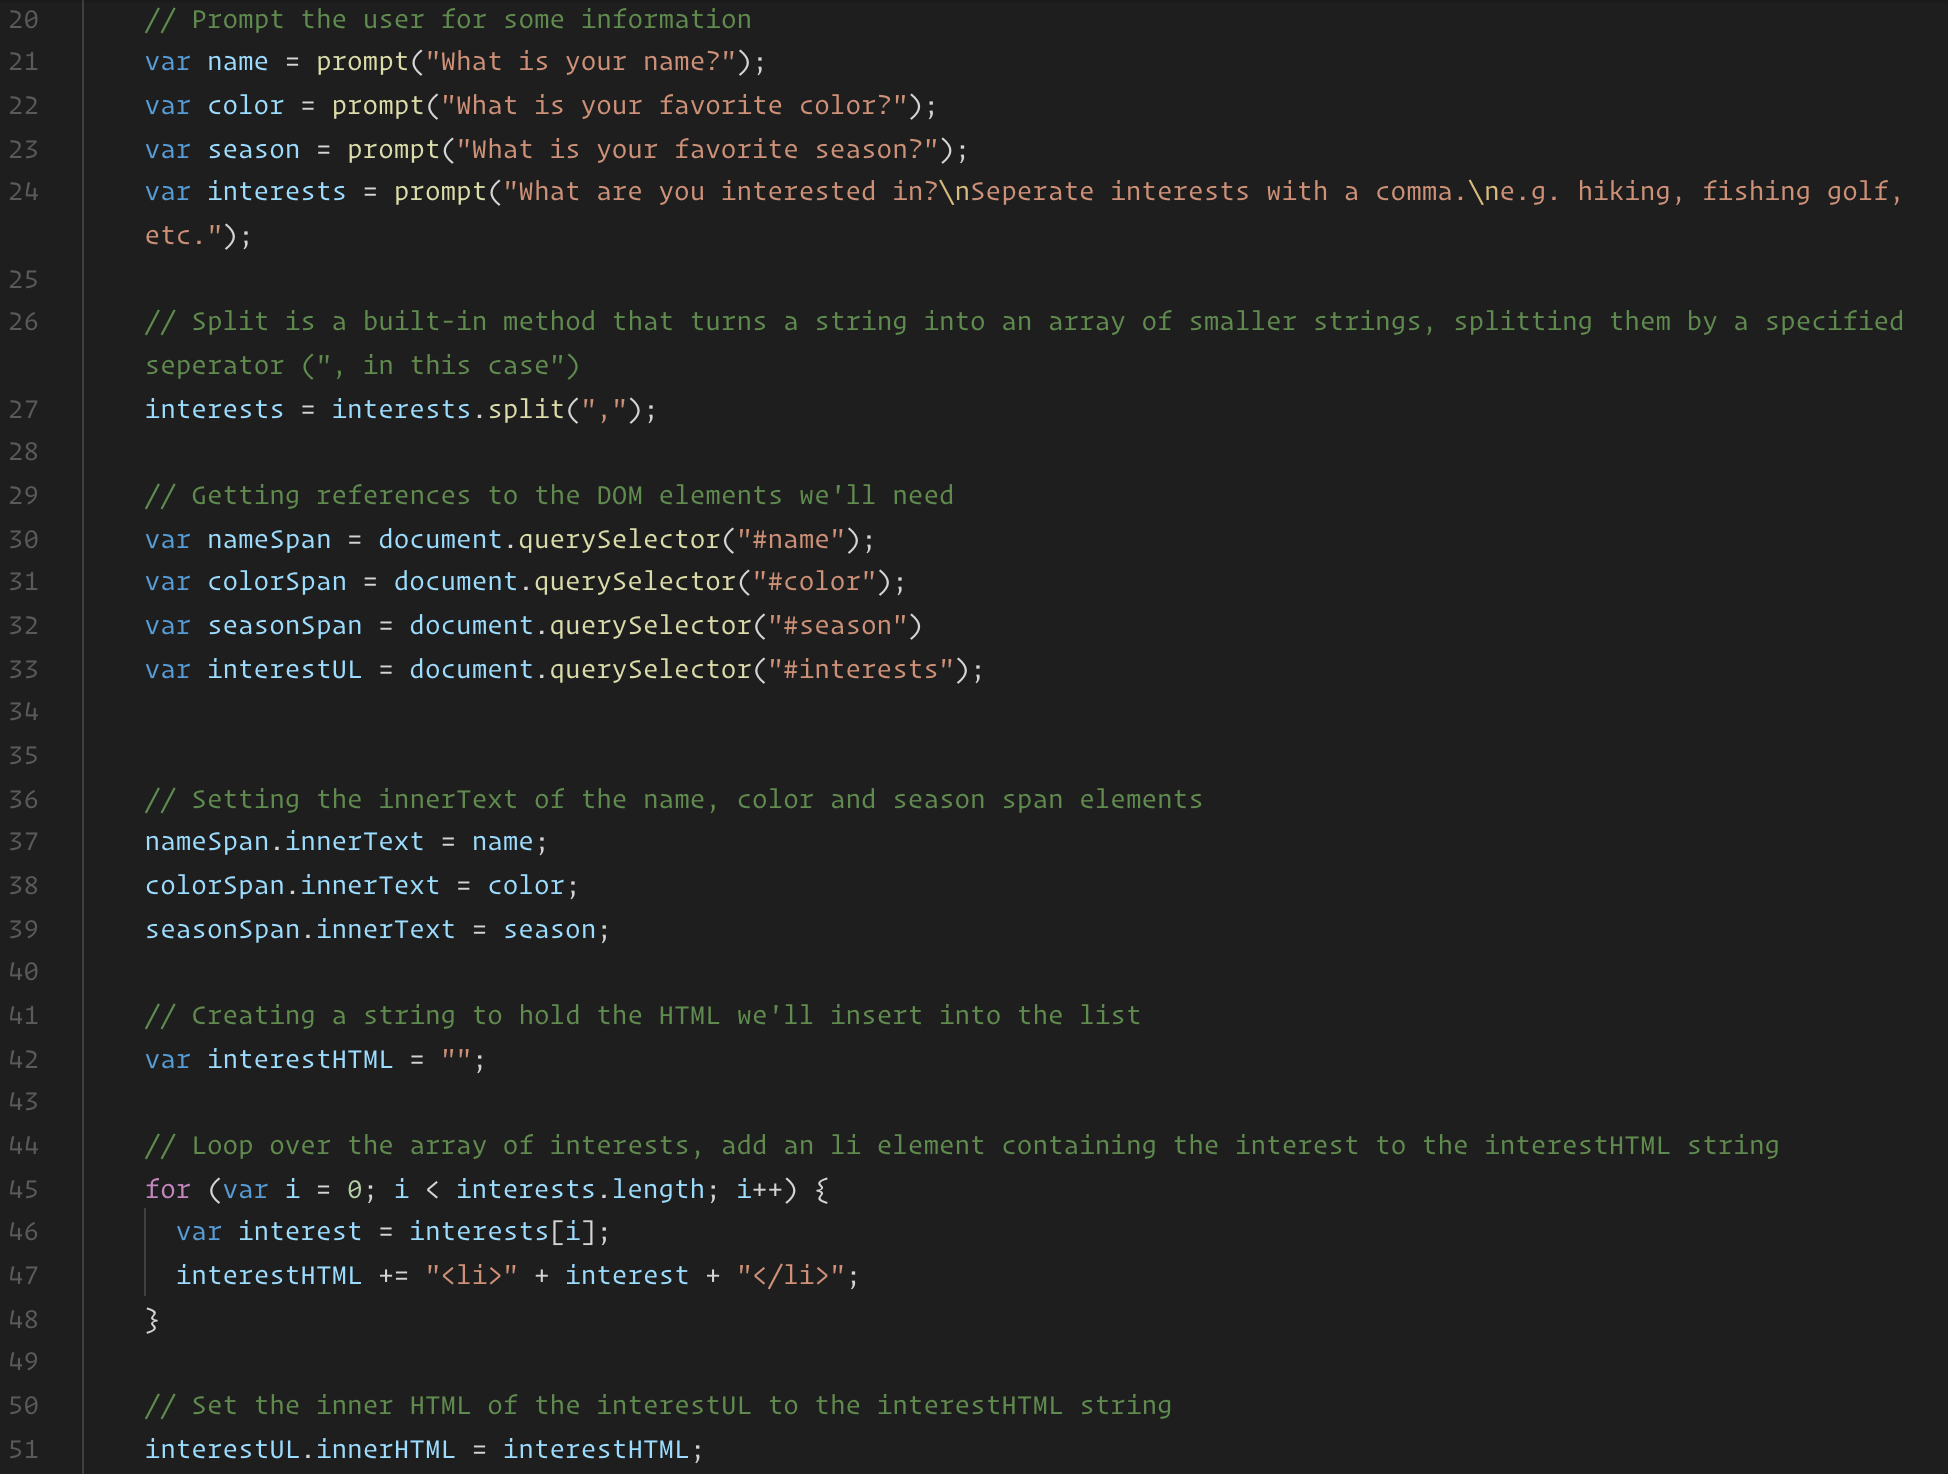 20 // Prompt the user for some information
21 var name = prompt("What is your name?");
22 var color = prompt("What is your favorite color?");
23 var season = prompt("What is your favorite season?");
24 var interests = prompt("What are you interested in?\nSeperate interests with a comma.\ne.g. hiking, fishing golf,
etc.");
25
26 // Split is a built-in method that turns a string into an array of smaller strings, splitting them by a specified
seperator (", in this case")
27 interests = interests.split(",");
28
29 // Getting references to the DOM elements we'll need
30 var nameSpan = document.querySelector("#name");
31 var colorSpan = document.querySelector("#color");
32 var seasonSpan = document.querySelector("#season")
33 var interestUL = document.querySelector("#interests");
34
35
36 // Setting the innerText of the name, color and season span elements
37 nameSpan.innerText = name;
38 colorSpan.innerText = color;
39 seasonSpan.innerText = season;
40
41 // Creating a string to hold the HTML we'll insert into the list
42 var interestHTML = "";
43
44 // Loop over the array of interests, add an li element containing the interest to the interestHTML string
45 for (var i = 0; i < interests.length; i++) {
46   var interest = interests[i];
47   interestHTML += "<li>" + interest + "</li>";
48 }
49
50 // Set the inner HTML of the interestUL to the interestHTML string
51 interestUL.innerHTML = interestHTML;